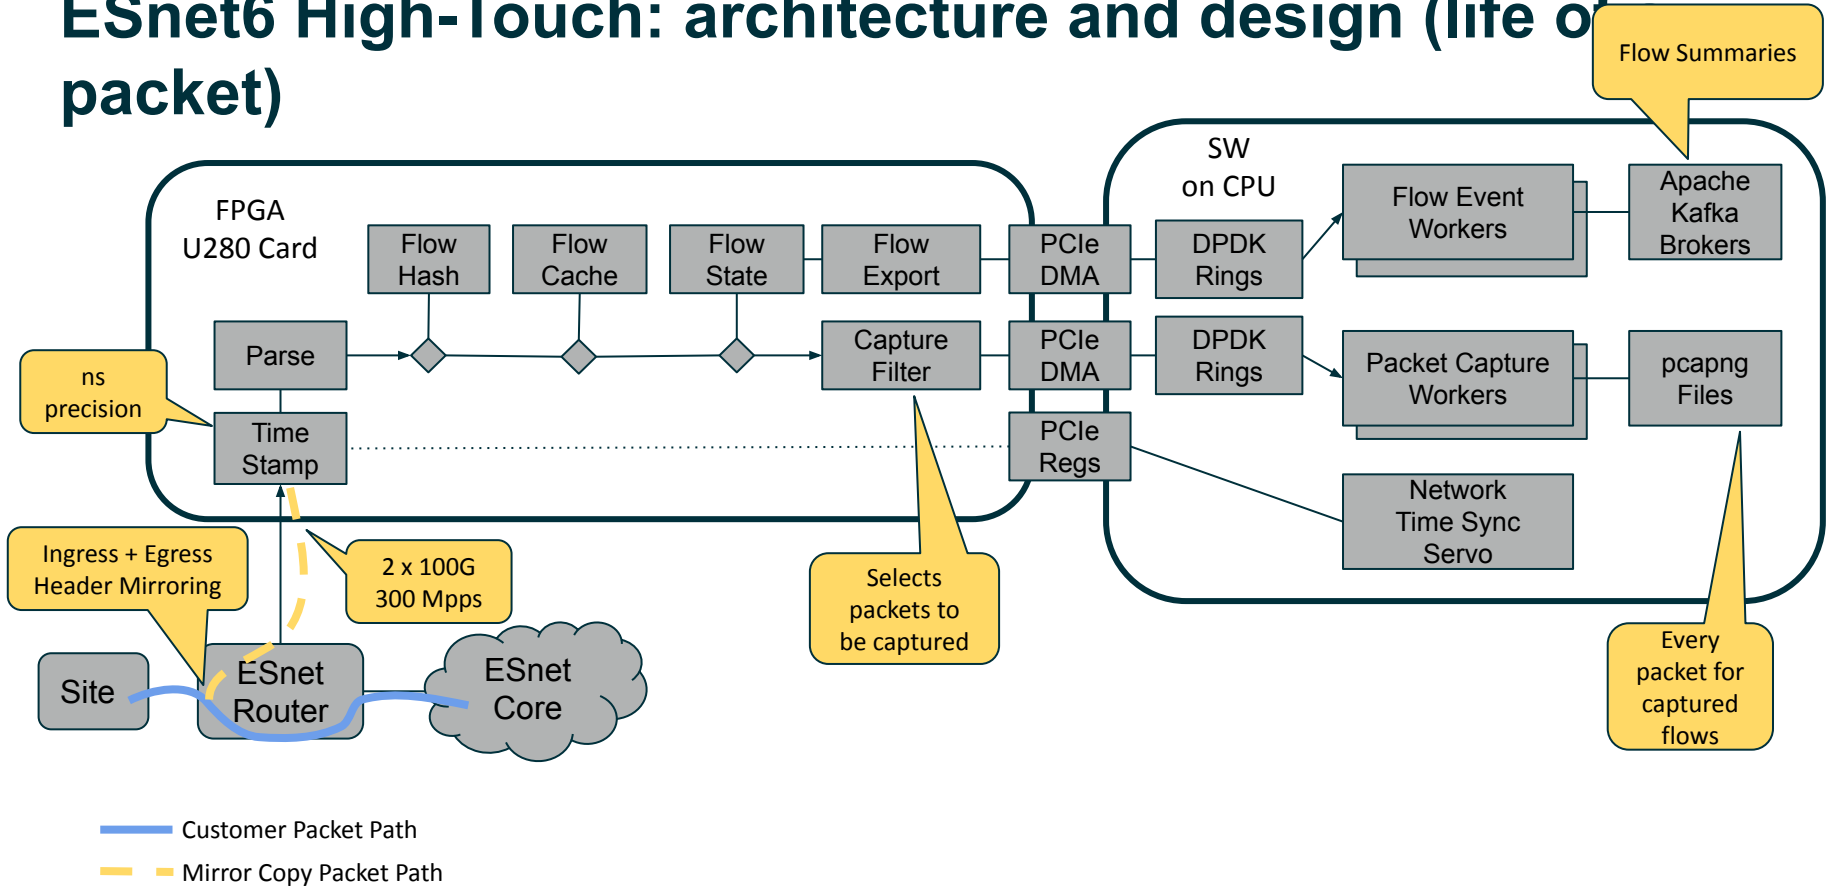 ESnet6 High-Touch: architecture and design (life of
packet)
Flow Summaries
FPGA
U280 Card
Flow
Hash
Flow
Cache
Flow
State
Flow
Export
PCIe
DMA
SW
on CPU
DPDK
Rings
Flow Event
Workers
Apache
Kafka
Brokers
Parse
Capture
Filter
PCIe
DMA
DPDK
Rings
Packet Capture
Workers
pcapng
Files
ns
precision
Time
Stamp
PCIe
Regs
Network
Time Sync
Servo
Ingress + Egress
Header Mirroring
2 x 100G
300 Mpps
Selects
packets to
be captured
Every
packet for
captured
flows
Site
ESnet
Router
ESnet
Core
Customer Packet Path
Mirror Copy Packet Path